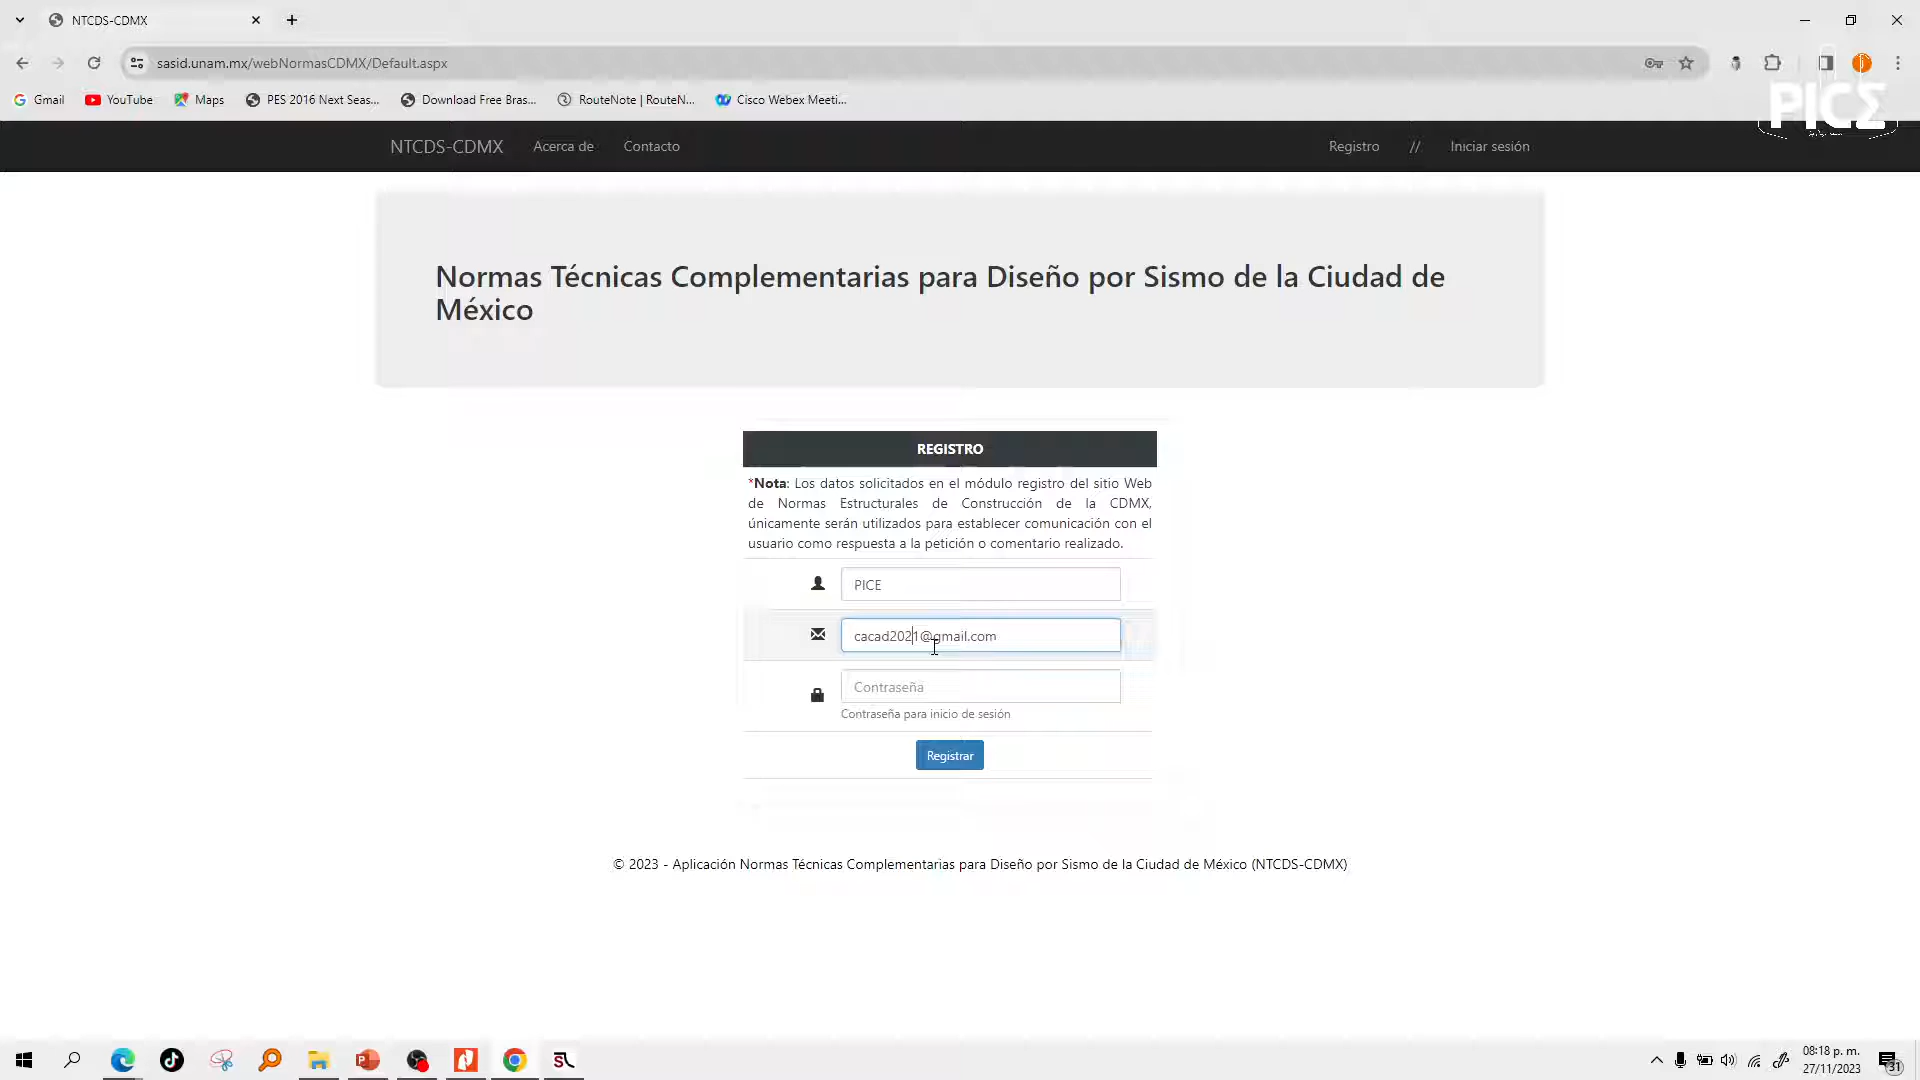 NTCDS-CDMX
sasid.unam.mx/webNormasCDMX/Default.aspx
Gmail
YouTube
Maps
PES 2016 Next Seas...
Download Free Bras...
RouteNote | RouteN...
Cisco Webex Meeti...
PICΣ
NTCDS-CDMX
Acerca de
Contacto
Registro
//
Iniciar sesión
Normas Técnicas Complementarias para Diseño por Sismo de la Ciudad de
México
REGISTRO
*Nota: Los datos solicitados en el módulo registro del sitio Web
de Normas Estructurales de Construcción de la CDMX,
únicamente serán utilizados para establecer comunicación con el
usuario como respuesta a la petición o comentario realizado.
PICE
cacad2021@gmail.com
Contraseña
Contraseña para inicio de sesión
Registrar
© 2023 - Aplicación Normas Técnicas Complementarias para Diseño por Sismo de la Ciudad de México (NTCDS-CDMX)
08:18 p. m.
27/11/2023
31